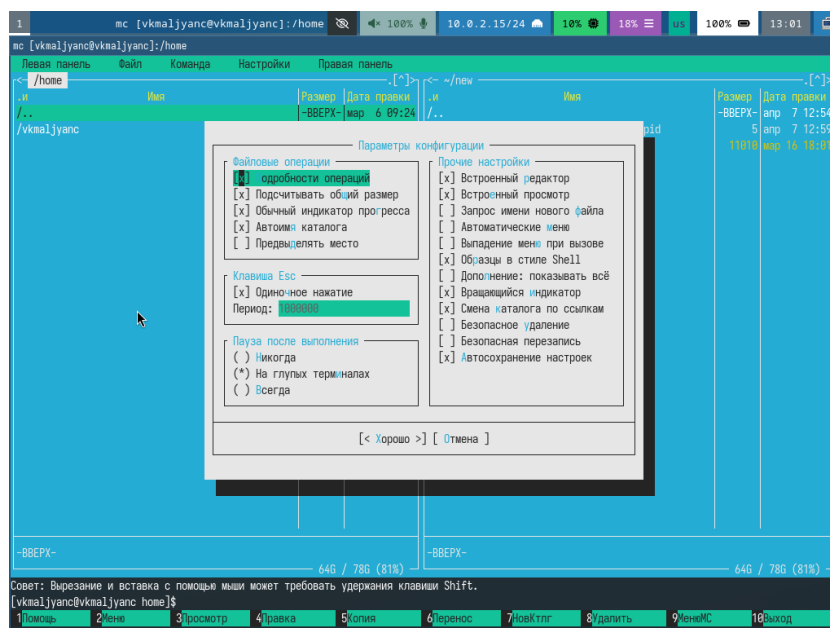 1 mc [vkmaljyanc@vkmaljyanc]:/home 100% 10.0.2.15/24 10% 18% us 100% 13:01
mc [vkmaljyanc@vkmaljyanc]:/home
Левая панель Файл Команда Настройки Правая панель
<- /home .[^]> <- ~/new .[^]>
.и Имя Размер Дата правки .и Имя Размер Дата правки
/.. -ВВЕРХ- мар 6 09:24 /.. -ВВЕРХ- апр 7 12:54
/vkmaljyanc pid 5 апр 7 12:59
11010 мар 16 18:01
Параметры конфигурации
Файловые операции
[x] одробности операций
[x] Подсчитывать общий размер
[x] Обычный индикатор прогресса
[x] Автоимя каталога
[ ] Предвыделять место
Клавиша Esc
[x] Одиночное нажатие
Период: 1000000
Пауза после выполнения
( ) Никогда
(*) На глупых терминалах
( ) Всегда
Прочие настройки
[x] Встроенный редактор
[x] Встроенный просмотр
[ ] Запрос имени нового файла
[ ] Автоматические меню
[ ] Выпадение меню при вызове
[x] Образцы в стиле Shell
[ ] Дополнение: показывать всё
[x] Вращающийся индикатор
[x] Смена каталога по ссылкам
[ ] Безопасное удаление
[ ] Безопасная перезапись
[x] Автосохранение настроек
[< Хорошо >] [ Отмена ]
-ВВЕРХ- -ВВЕРХ-
64G / 78G (81%) 64G / 78G (81%)
Совет: Вырезание и вставка с помощью мыши может требовать удержания клавиши Shift.
[vkmaljyanc@vkmaljyanc home]$
1Помощь 2Меню 3Просмотр 4Правка 5Копия 6Перенос 7НовКтлг 8Удалить 9МенюМС 10Выход